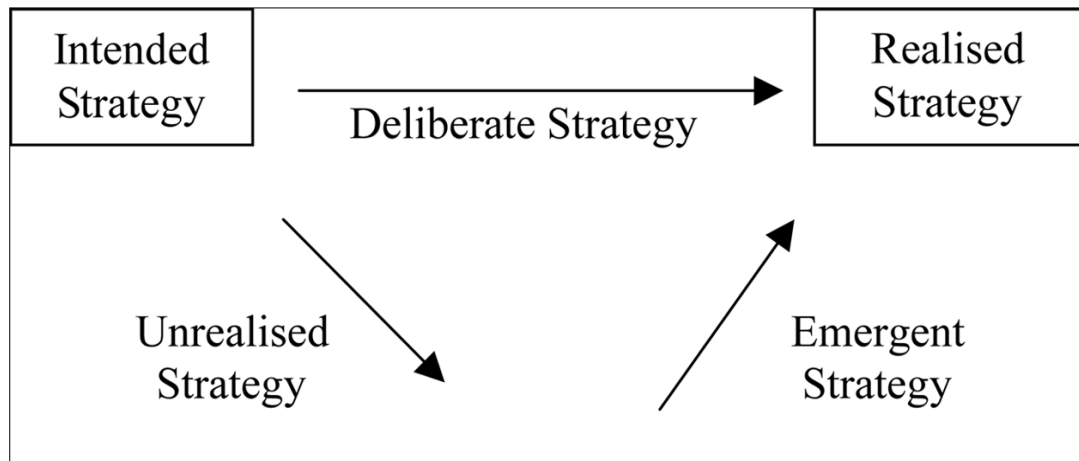 Intended
Strategy
Deliberate Strategy
Realised
Strategy
Unrealised
Strategy
Emergent
Strategy